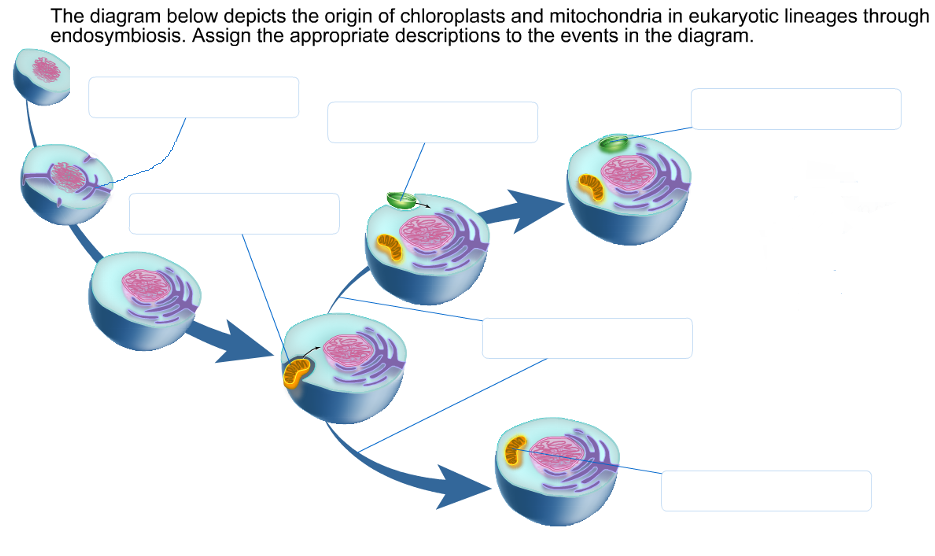 The diagram below depicts the origin of chloroplasts and mitochondria in eukaryotic lineages through
endosymbiosis. Assign the appropriate descriptions to the events in the diagram.